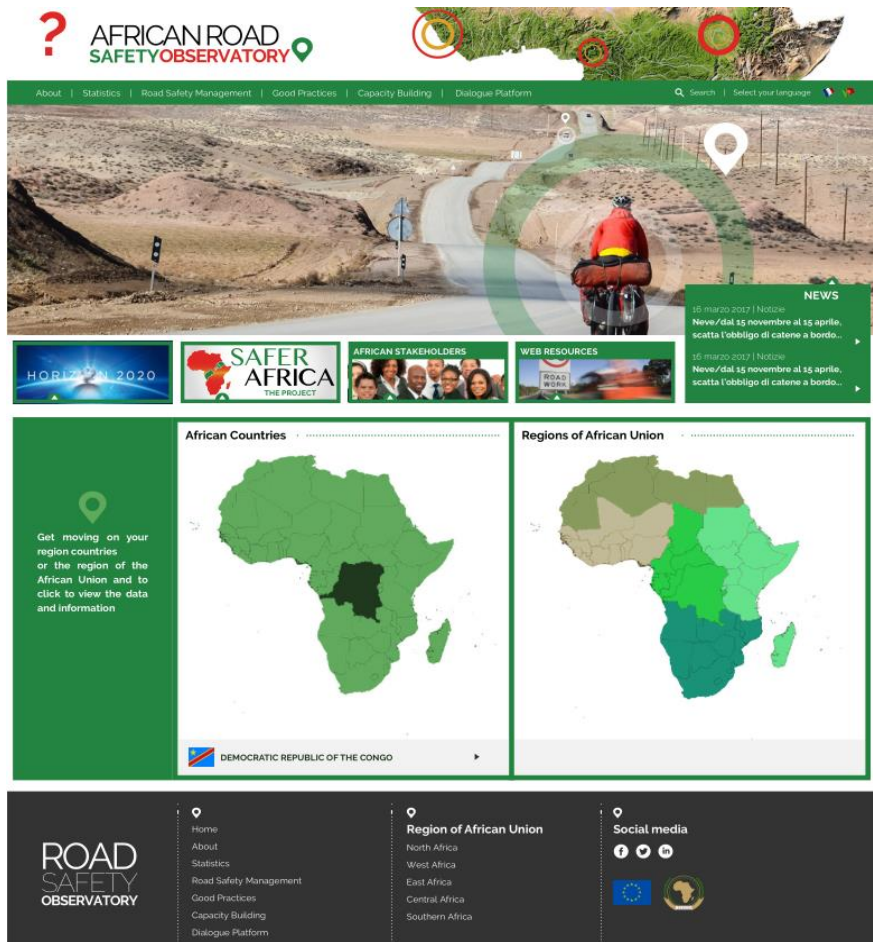 ?
AFRICAN ROAD
SAFETYOBSERVATORY
About | Statistics | Road Safety Management | Good Practices | Capacity Building | Dialogue Platform
Search | Select your language
NEWS
16 marzo 2017 | Notizie
Neve/dal 15 novembre al 15 aprile,
scatta l'obbligo di catene a bordo...
16 marzo 2017 | Notizie
Neve/dal 15 novembre al 15 aprile,
scatta l'obbligo di catene a bordo...
HORIZON 2020
SAFER
AFRICA
THE PROJECT
AFRICAN STAKEHOLDERS
WEB RESOURCES
ROAD
WORK
African Countries
Regions of African Union
Get moving on your
region countries
or the region of the
African Union and to
click to view the data
and information
DEMOCRATIC REPUBLIC OF THE CONGO
ROAD
SAFETY
OBSERVATORY
Home
About
Statistics
Road Safety Management
Good Practices
Capacity Building
Dialogue Platform
Region of African Union
North Africa
West Africa
East Africa
Central Africa
Southern Africa
Social media